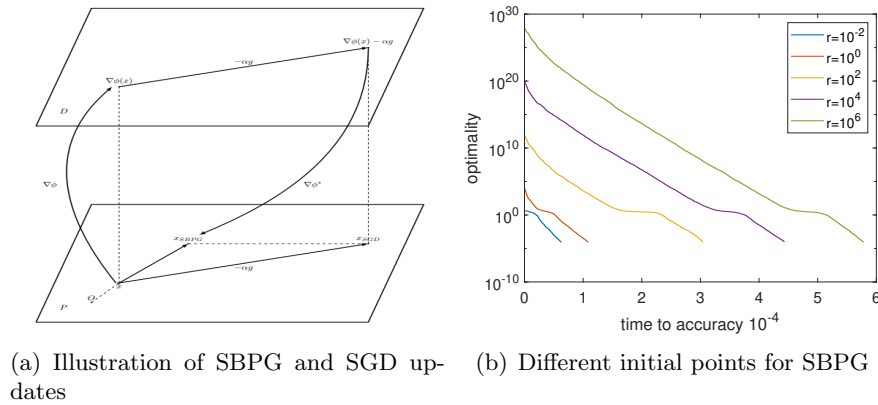 ∇φ(x) − αg
−αg
∇φ(x)
D
∇φ
∇φ*
x_SBPG
x_SGD
−αg
O
x
P
optimality
10^20
10^10
10^0
10^-10
0 1 2 3 4 5 6
time to accuracy 10^-4
r=10^-2
r=10^0
r=10^2
r=10^4
r=10^6
(a) Illustration of SBPG and SGD up-
dates
(b) Different initial points for SBPG